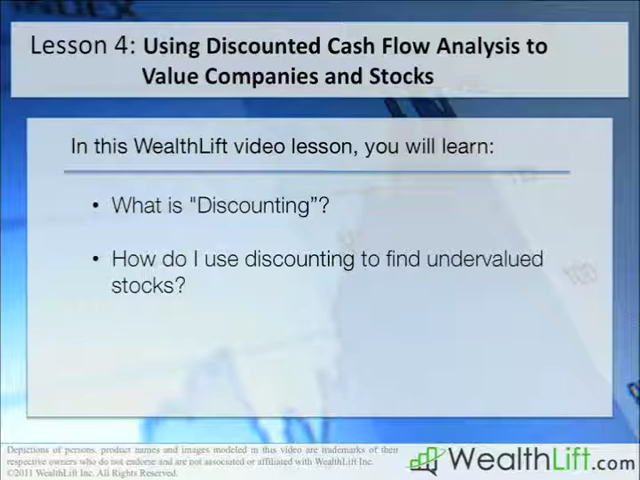 INDEX
Lesson 4: Using Discounted Cash Flow Analysis to
Value Companies and Stocks
In this WealthLift video lesson, you will learn:
• What is “Discounting”?
• How do I use discounting to find undervalued
stocks?
100
Depictions of persons, product names and images modeled in this video are trademarks of their
respective owners who do not endorse and are not associated or affiliated with WealthLift Inc.
©2011 WealthLift Inc. All Rights Reserved.
WealthLift.com